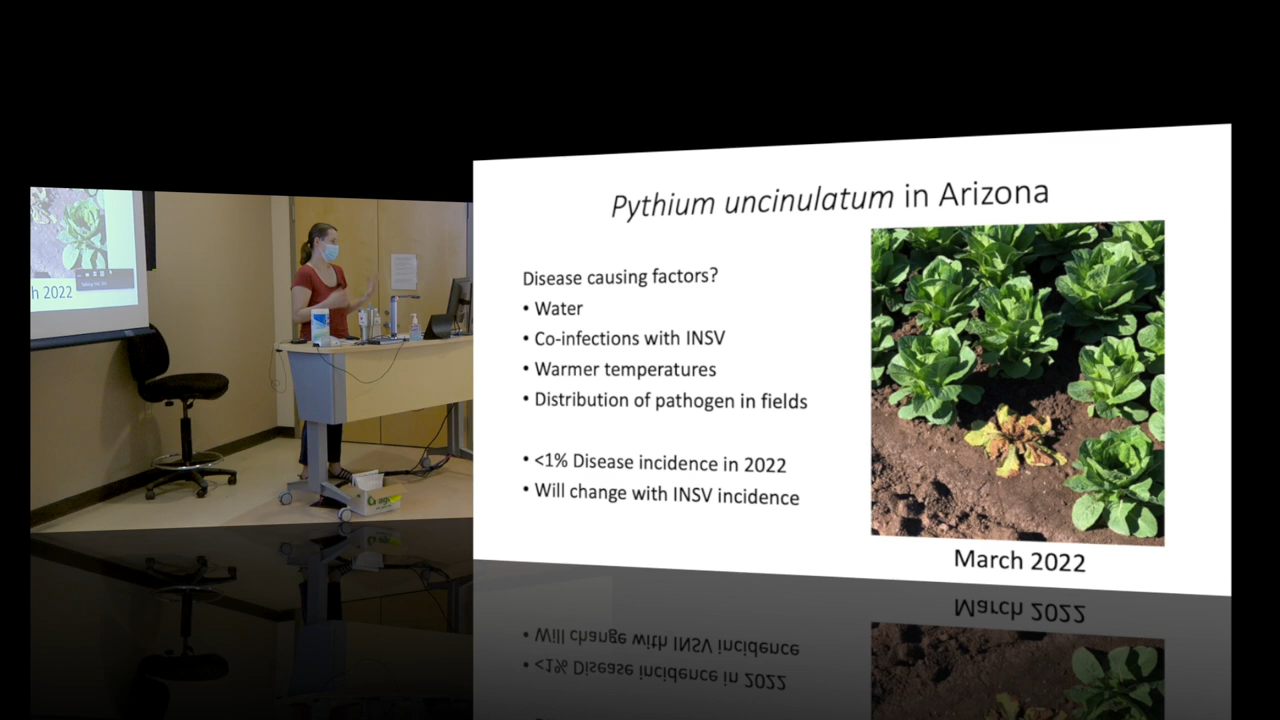 Pythium uncinulatum in Arizona
Disease causing factors?
• Water
• Co-infections with INSV
• Warmer temperatures
• Distribution of pathogen in fields
• <1% Disease incidence in 2022
• Will change with INSV incidence
March 2022
h 2022